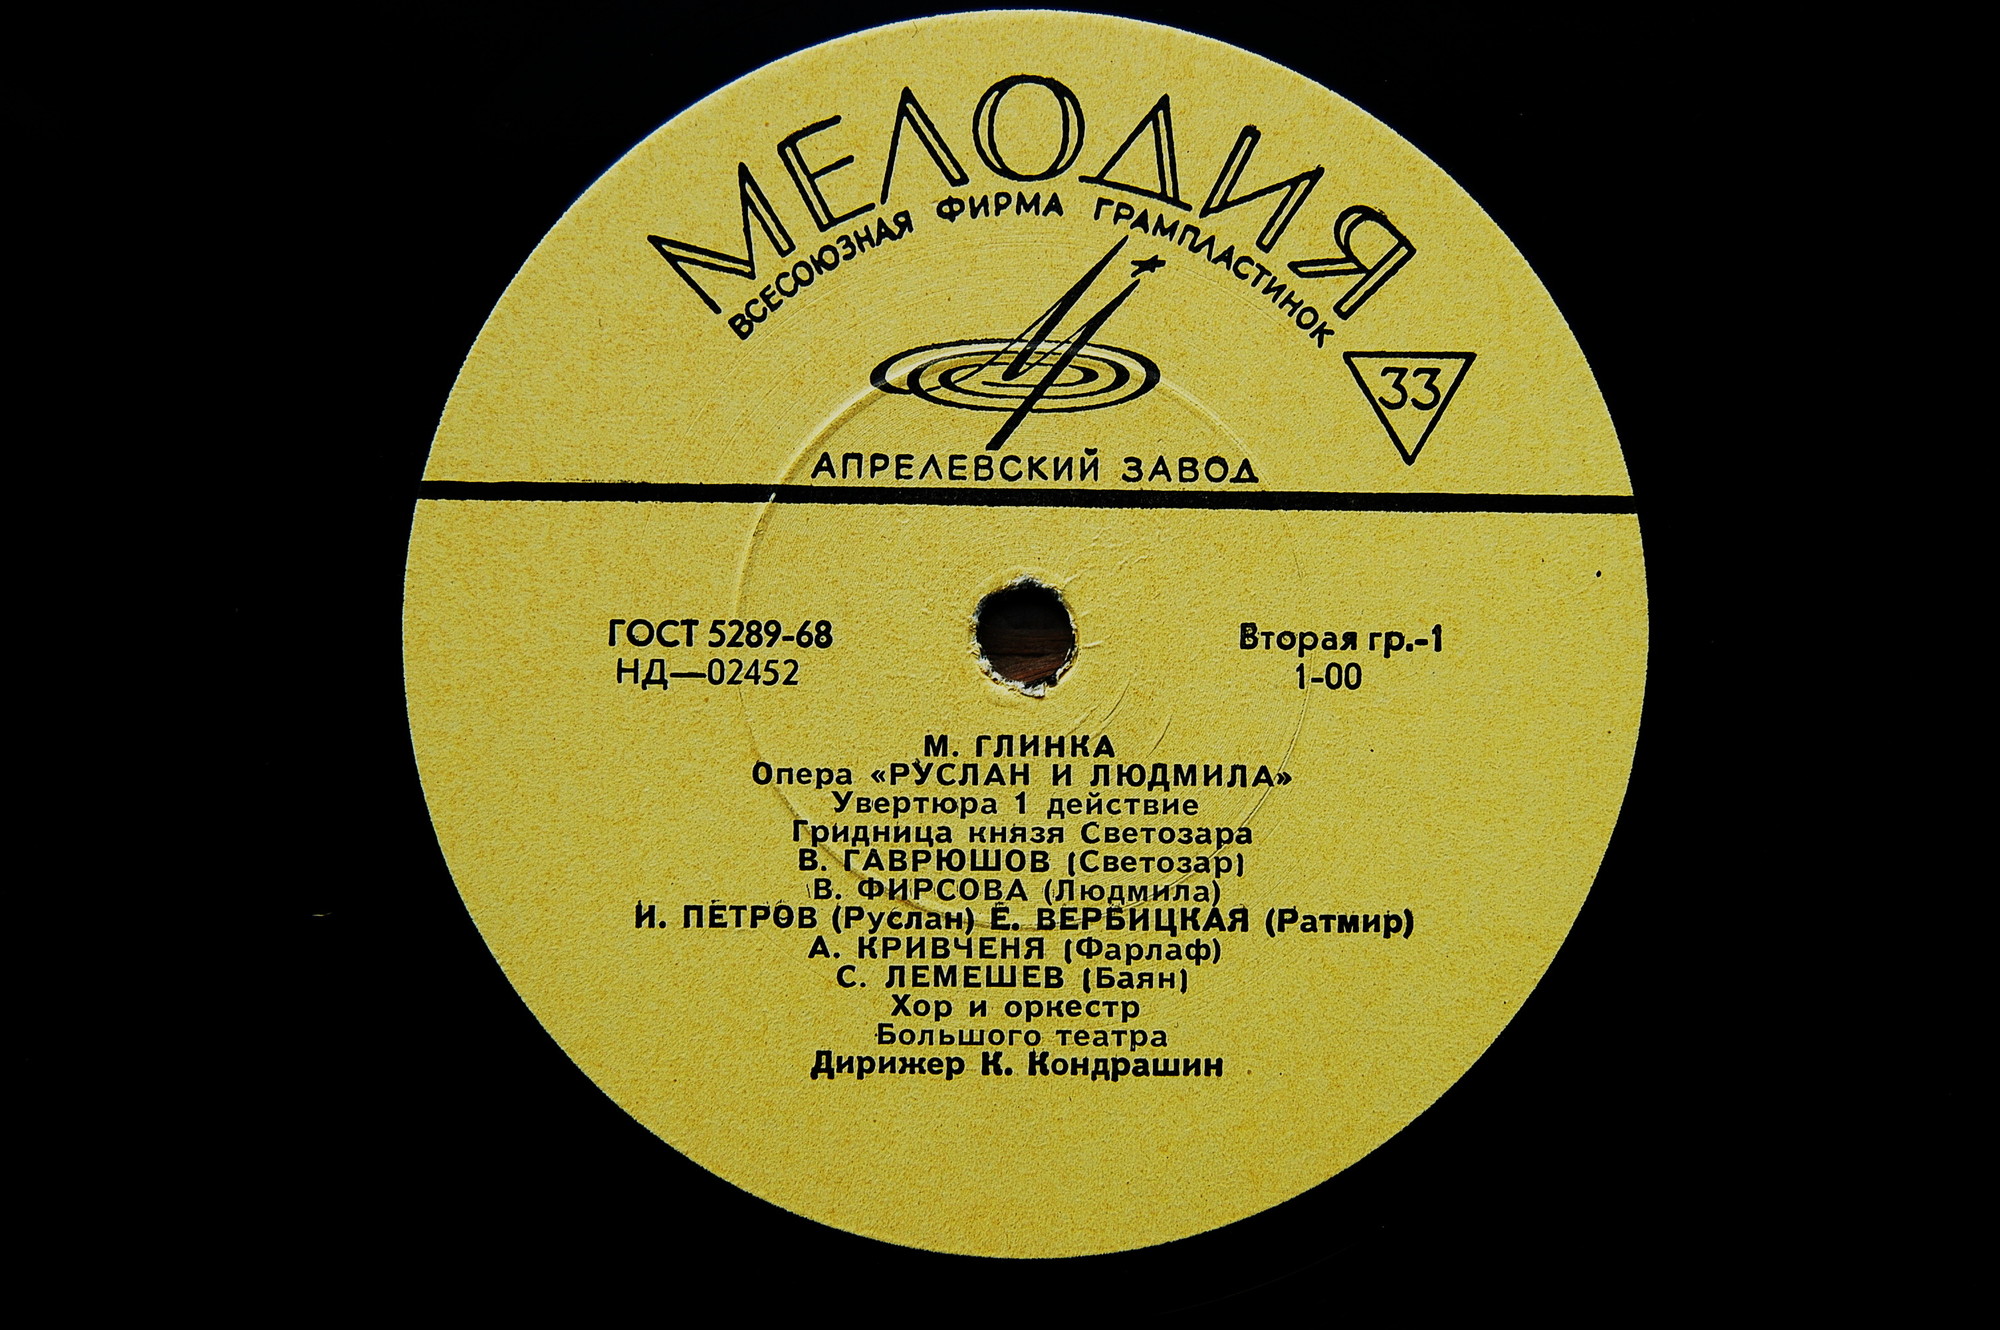 МЕЛОДИЯ
ВСЕСОЮЗНАЯ ФИРМА ГРАМПЛАСТИНОК
33
АПРЕЛЕВСКИЙ ЗАВОД
ГОСТ 5289-68
НД—02452
Вторая гр.-1
1-00
М. ГЛИНКА
Опера «РУСЛАН И ЛЮДМИЛА»
Увертюра 1 действие
Гридница князя Светозара
В. ГАВРЮШОВ (Светозар)
В. ФИРСОВА (Людмила)
И. ПЕТРОВ (Руслан) Е. ВЕРБИЦКАЯ (Ратмир)
А. КРИВЧЕНЯ (Фарлаф)
С. ЛЕМЕШЕВ (Баян)
Хор и оркестр
Большого театра
Дирижер К. Кондрашин